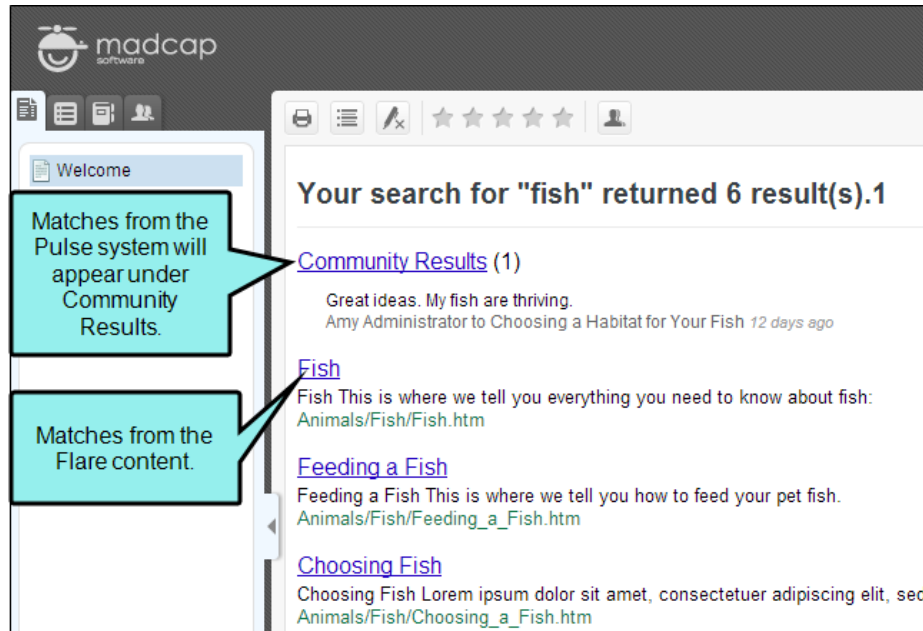 madcap
software
Welcome
Matches from the
Pulse system will
appear under
Community
Results.
Matches from the
Flare content.
Your search for "fish" returned 6 result(s).1
Community Results (1)
Great ideas. My fish are thriving.
Amy Administrator to Choosing a Habitat for Your Fish 12 days ago
Fish
Fish This is where we tell you everything you need to know about fish:
Animals/Fish/Fish.htm
Feeding a Fish
Feeding a Fish This is where we tell you how to feed your pet fish.
Animals/Fish/Feeding_a_Fish.htm
Choosing Fish
Choosing Fish Lorem ipsum dolor sit amet, consectetuer adipiscing elit, sed
Animals/Fish/Choosing_a_Fish.htm